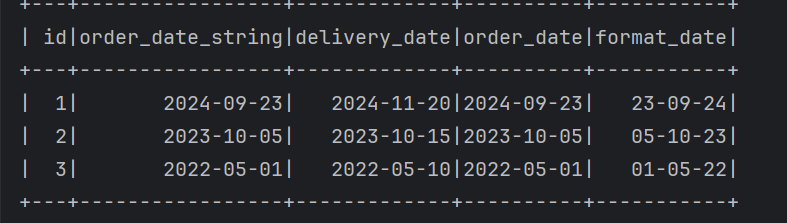 +---+-----------------+-------------+----------+-----------+
| id|order_date_string|delivery_date|order_date|format_date|
+---+-----------------+-------------+----------+-----------+
|  1|       2024-09-23|   2024-11-20|2024-09-23|   23-09-24|
|  2|       2023-10-05|   2023-10-15|2023-10-05|   05-10-23|
|  3|       2022-05-01|   2022-05-10|2022-05-01|   01-05-22|
+---+-----------------+-------------+----------+-----------+